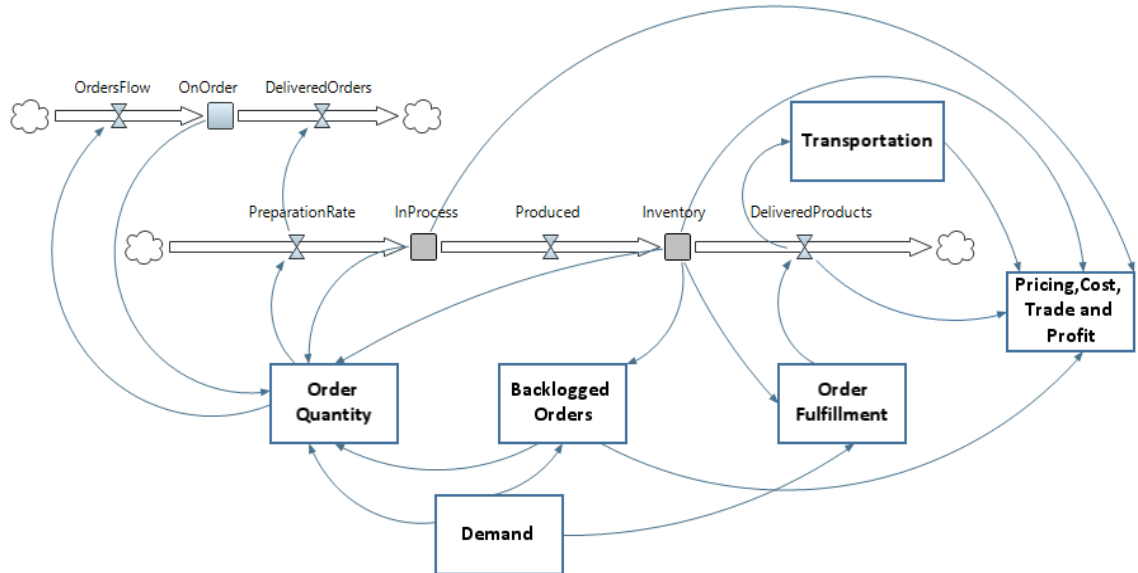 OrdersFlow
OnOrder
DeliveredOrders
Transportation
PreparationRate
InProcess
Produced
Inventory
DeliveredProducts
Pricing,Cost,
Trade and
Profit
Order
Quantity
Backlogged
Orders
Order
Fulfillment
Demand